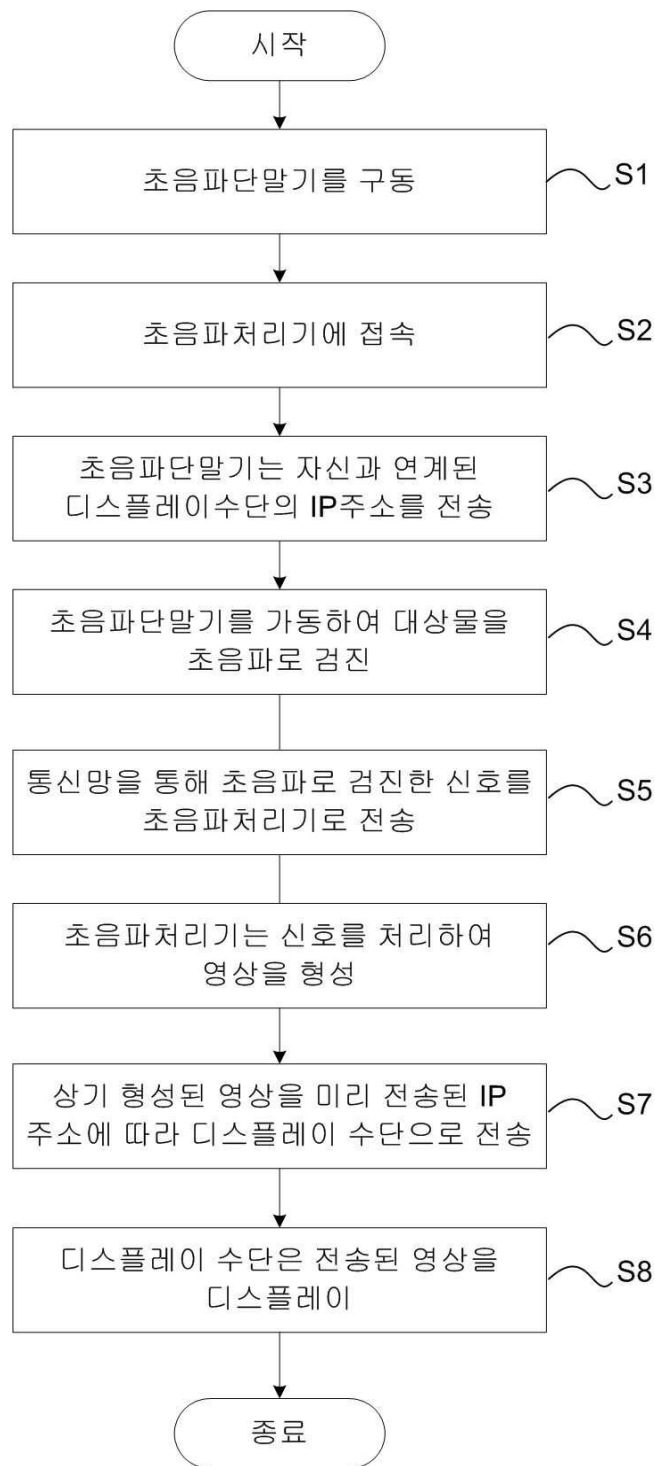 시작
초음파단말기를 구동
S1
초음파처리기에 접속
S2
초음파단말기는 자신과 연계된
디스플레이수단의 IP주소를 전송
S3
초음파단말기를 가동하여 대상물을
초음파로 검진
S4
통신망을 통해 초음파로 검진한 신호를
초음파처리기로 전송
S5
초음파처리기는 신호를 처리하여
영상을 형성
S6
상기 형성된 영상을 미리 전송된 IP
주소에 따라 디스플레이 수단으로 전송
S7
디스플레이 수단은 전송된 영상을
디스플레이
S8
종료